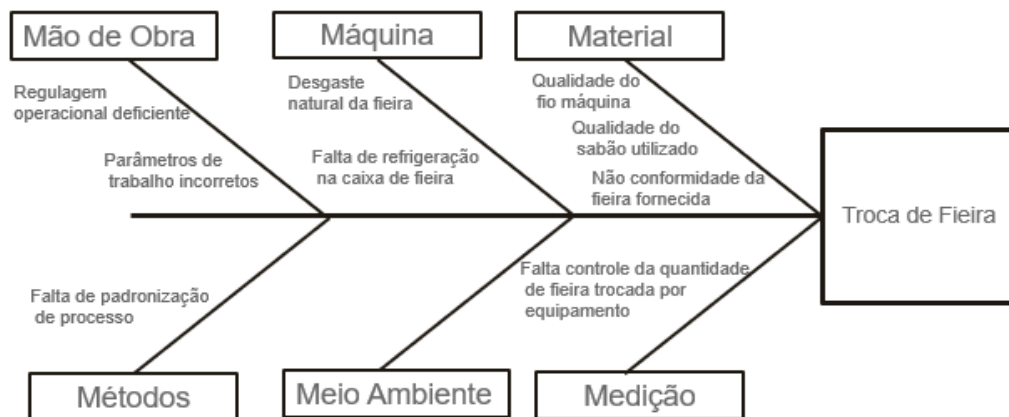 Mão de Obra
Máquina
Material
Regulagem
operacional deficiente
Parâmetros de
trabalho incorretos
Desgaste
natural da fieira
Falta de refrigeração
na caixa de fieira
Qualidade do
fio máquina
Qualidade do
sabão utilizado
Não conformidade da
fieira fornecida
Troca de Fieira
Falta de padronização
de processo
Falta controle da quantidade
de fieira trocada por
equipamento
Métodos
Meio Ambiente
Medição